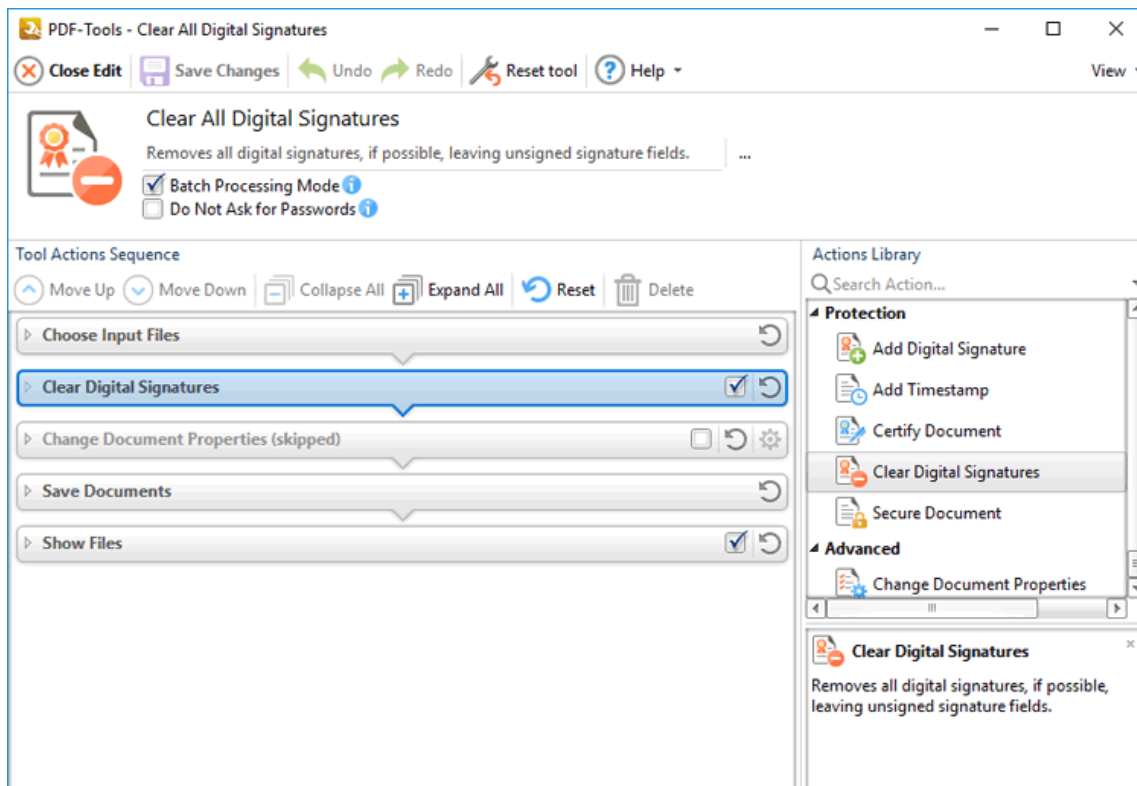 PDF-Tools - Clear All Digital Signatures
Close Edit Save Changes Undo Redo Reset tool Help View
Clear All Digital Signatures
Removes all digital signatures, if possible, leaving unsigned signature fields. ...
Batch Processing Mode
Do Not Ask for Passwords
Tool Actions Sequence
Move Up Move Down Collapse All Expand All Reset Delete
Choose Input Files
Clear Digital Signatures
Change Document Properties (skipped)
Save Documents
Show Files
Actions Library
Search Action...
Protection
Add Digital Signature
Add Timestamp
Certify Document
Clear Digital Signatures
Secure Document
Advanced
Change Document Properties
Clear Digital Signatures
Removes all digital signatures, if possible,
leaving unsigned signature fields.